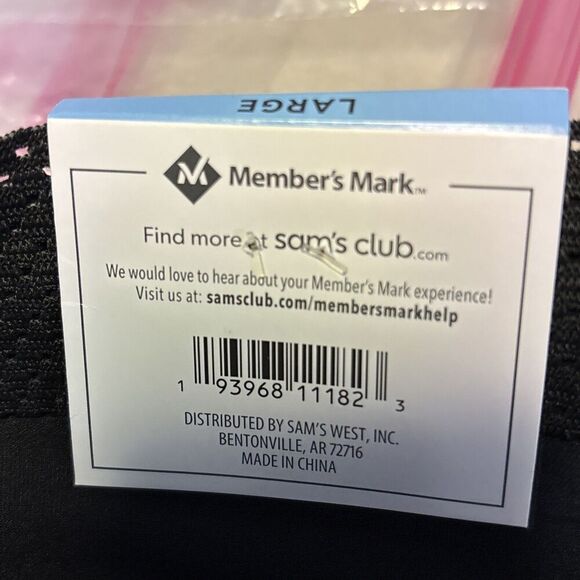 LARGE
Member's Mark™
Find more at sam's club.com
We would love to hear about your Member's Mark experience!
Visit us at: samsclub.com/membersmarkhelp
1 93968 11182 3
DISTRIBUTED BY SAM'S WEST, INC.
BENTONVILLE, AR 72716
MADE IN CHINA